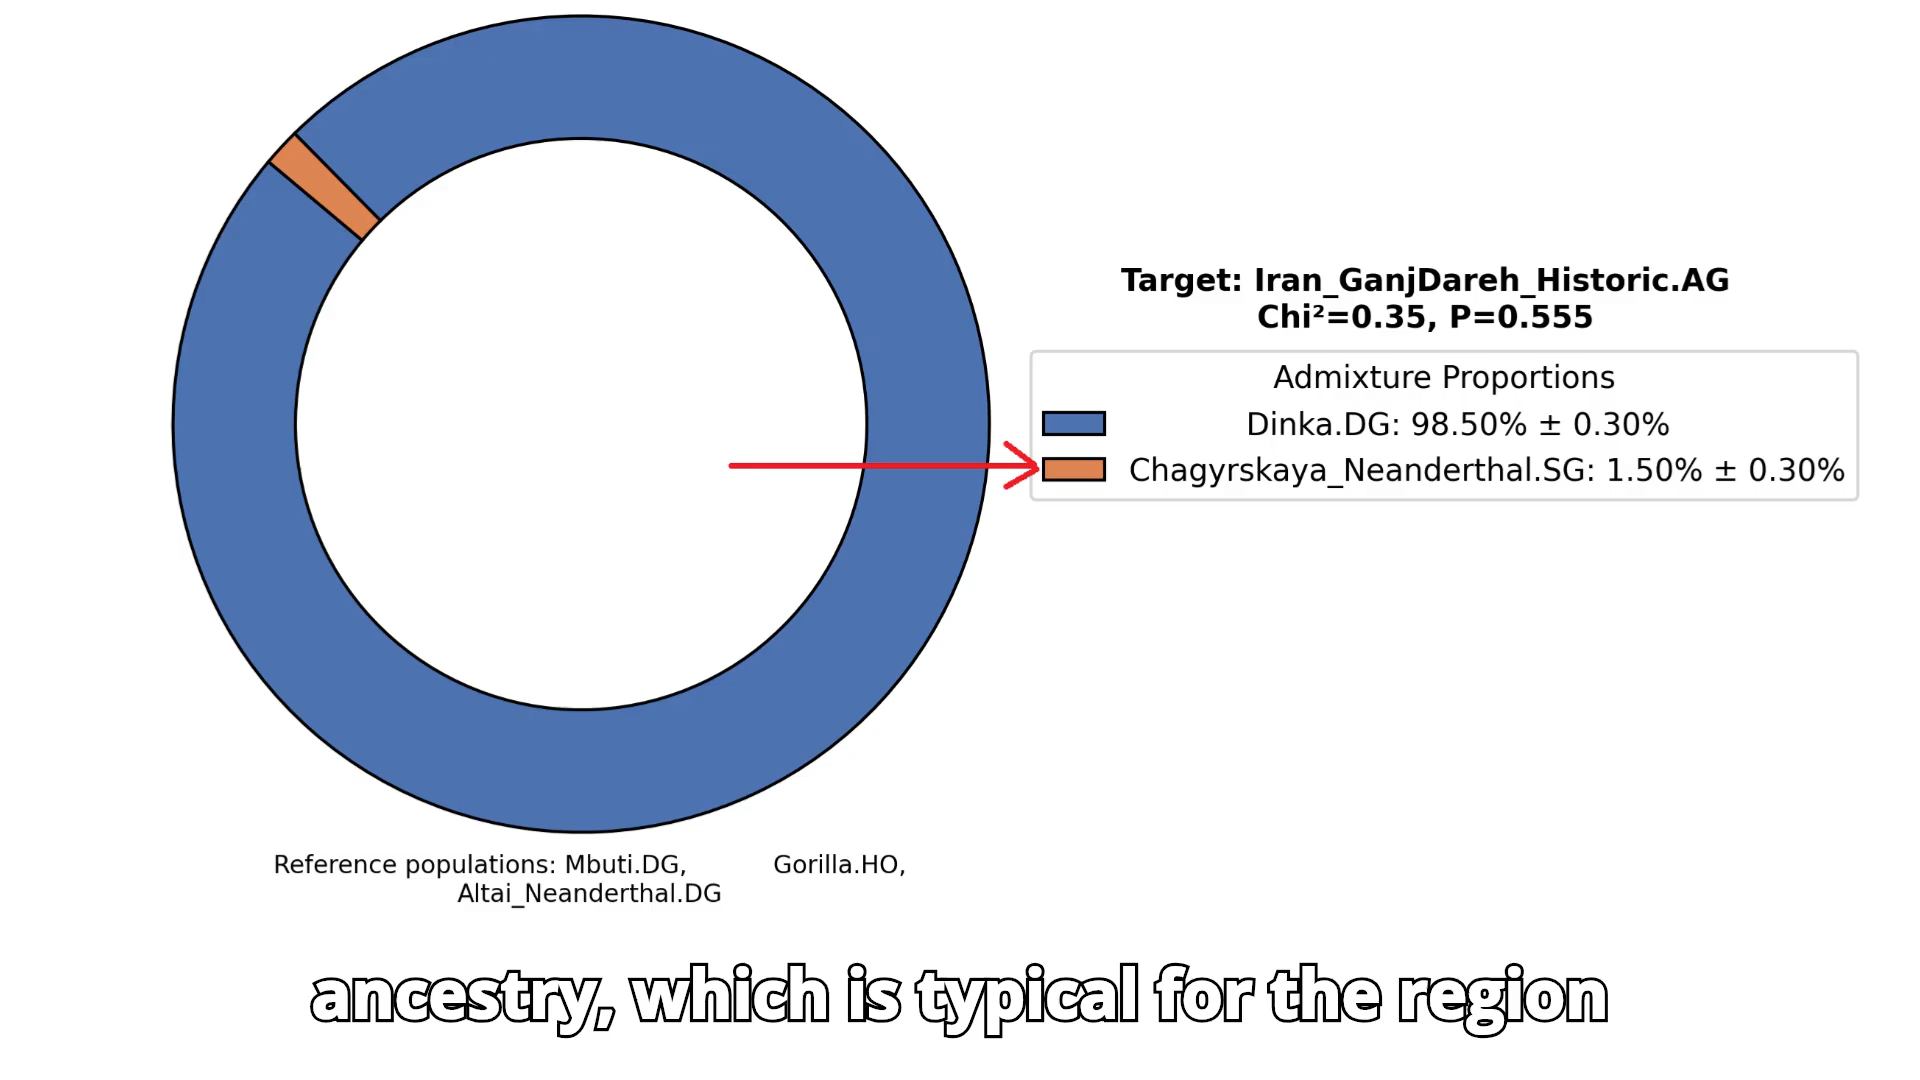 Target: Iran_GanjDareh_Historic.AG
Chi²=0.35, P=0.555
Admixture Proportions
Dinka.DG: 98.50% ± 0.30%
Chagyrskaya_Neanderthal.SG: 1.50% ± 0.30%
Reference populations: Mbuti.DG, Gorilla.HO,
Altai_Neanderthal.DG
ancestry, which is typical for the region